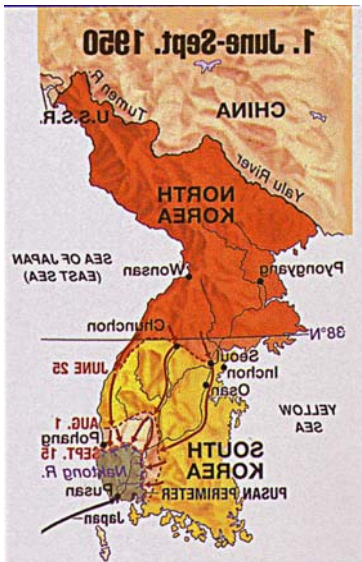 1. June-Sept. 1950
CHINA
Tumen R.
U.S.S.R.
Yalu River
NORTH
KOREA
SEA OF JAPAN
(EAST SEA)
Wonsan
Pyongyang
38°N
Chunchon
Seoul
Inchon
Osan
JUNE 25
YELLOW
SEA
AUG. 1
Pohang
SEPT. 15
Naktong R.
SOUTH
KOREA
Pusan
PUSAN PERIMETER
Japan